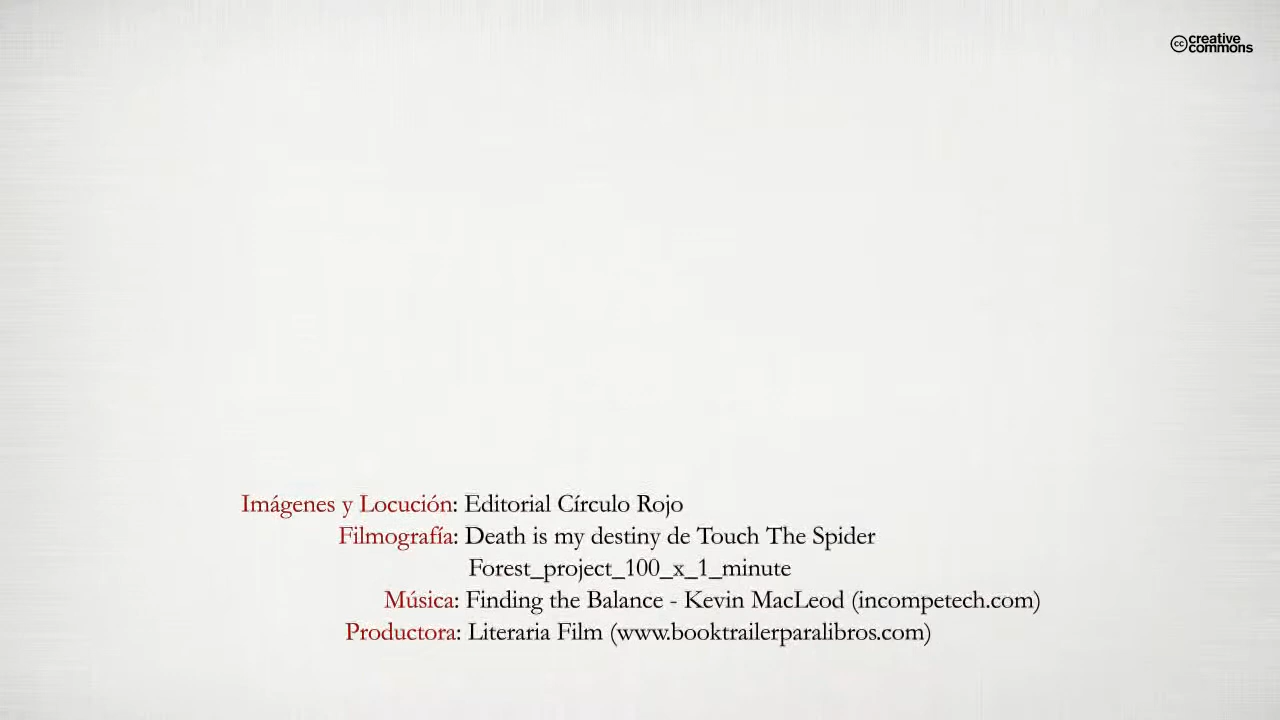 cc creative
commons
Imágenes y Locución: Editorial Círculo Rojo
Filmografía: Death is my destiny de Touch The Spider
Forest_project_100_x_1_minute
Música: Finding the Balance - Kevin MacLeod (incompetech.com)
Productora: Literaria Film (www.booktrailerparalibros.com)